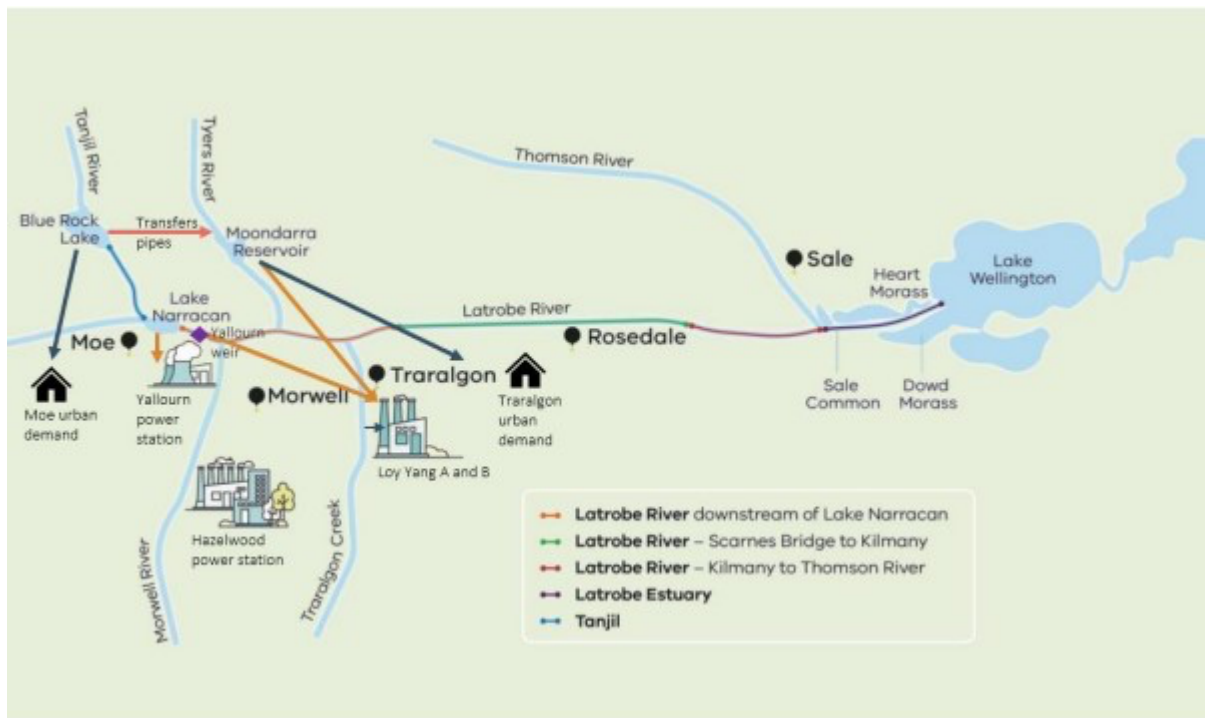 Tanjil River
Tyers River
Thomson River
Blue Rock
Lake
Transfers
pipes
Moondarra
Reservoir
Sale
Heart
Morass
Lake
Wellington
Lake
Narracan
Latrobe River
Yallourn
weir
Moe
Rosedale
Traralgon
Morwell
Sale
Common
Dowd
Morass
Moe urban
demand
Yallourn
power
station
Traralgon
urban
demand
Loy Yang A and B
Hazelwood
power station
Morwell River
Traralgon Creek
Latrobe River downstream of Lake Narracan
Latrobe River – Scarnes Bridge to Kilmany
Latrobe River – Kilmany to Thomson River
Latrobe Estuary
Tanjil